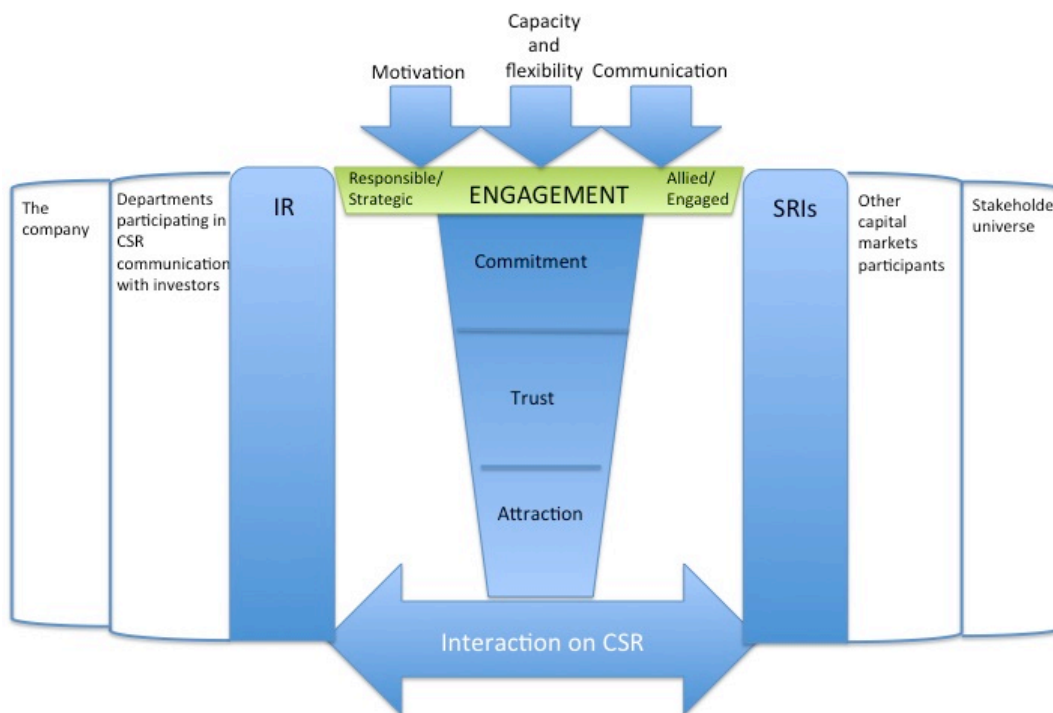 Capacity
and
flexibility
Motivation
Communication
The
company
Departments
participating in
CSR
communication
with investors
IR
Responsible/
Strategic
ENGAGEMENT
Allied/
Engaged
SRIs
Other
capital
markets
participants
Stakeholde
universe
Commitment
Trust
Attraction
Interaction on CSR